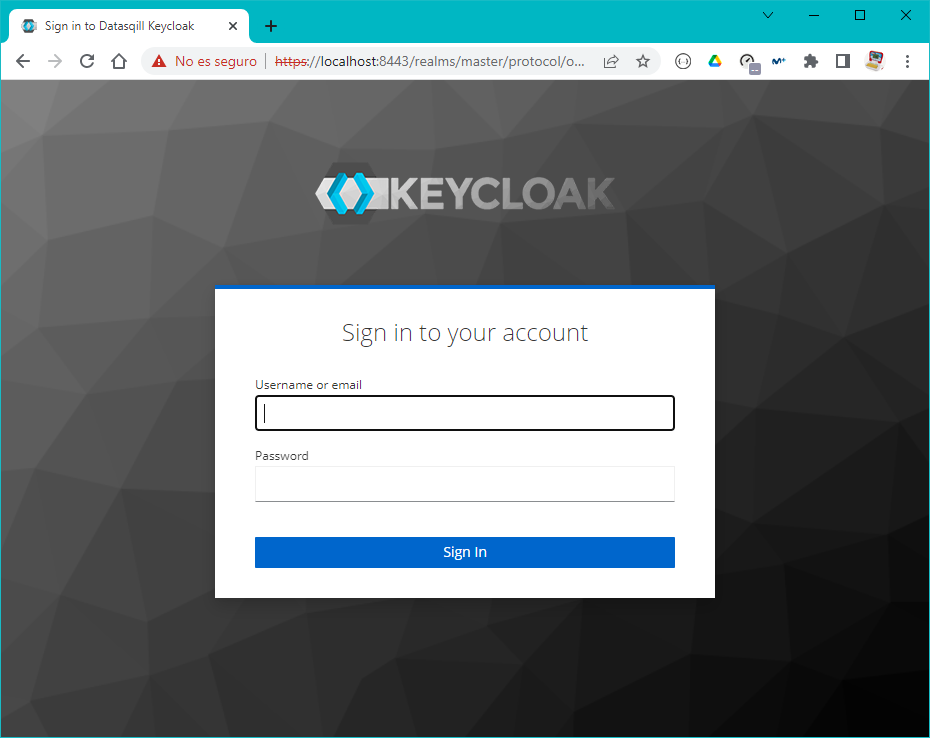 Sign in to Datasqill Keycloak
No es seguro https://localhost:8443/realms/master/protocol/o...
KEYCLOAK
Sign in to your account
Username or email
Password
Sign In